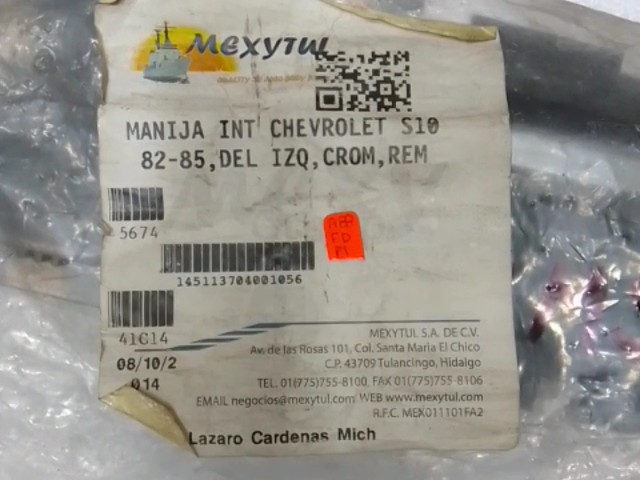 MEXYTUL
MANIJA INT CHEVROLET S10
82-85,DEL IZQ,CROM,REM
5674
145113704001056
41C14
08/10/2
014
MEXYTUL S.A. DE C.V.
Av. de las Rosas 101, Col. Santa Maria El Chico
C.P. 43709 Tulancingo, Hidalgo
TEL. 01(775)755-8100, FAX 01(775)755-8106
EMAIL negocios@mexytul.com WEB www.mexytul.com
R.F.C. MEX011101FA2
Lazaro Cardenas Mich